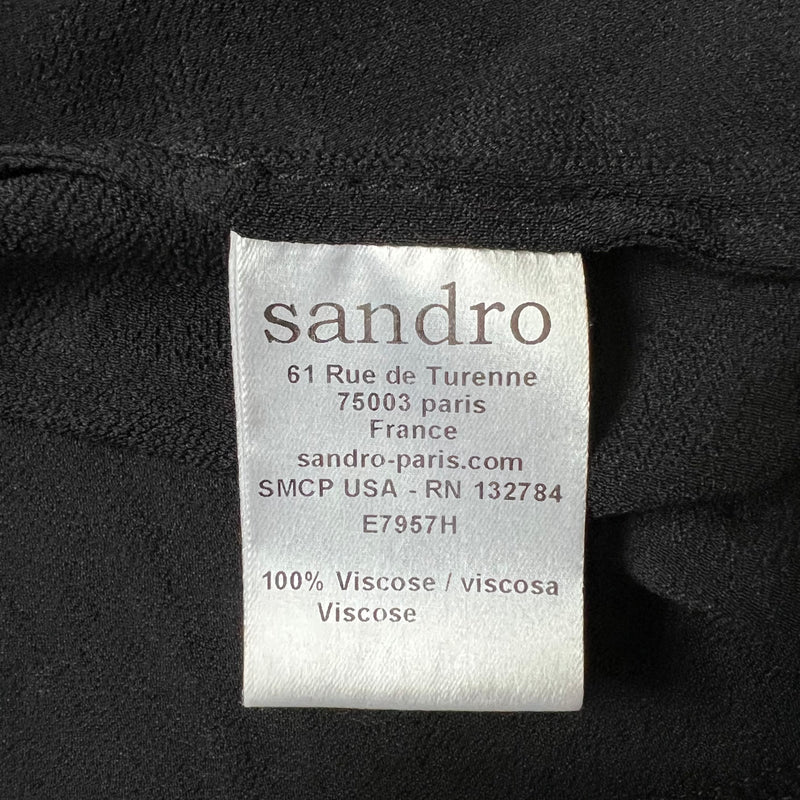 sandro
61 Rue de Turenne
75003 paris
France
sandro-paris.com
SMCP USA - RN 132784
E7957H
100% Viscose / viscosa
Viscose